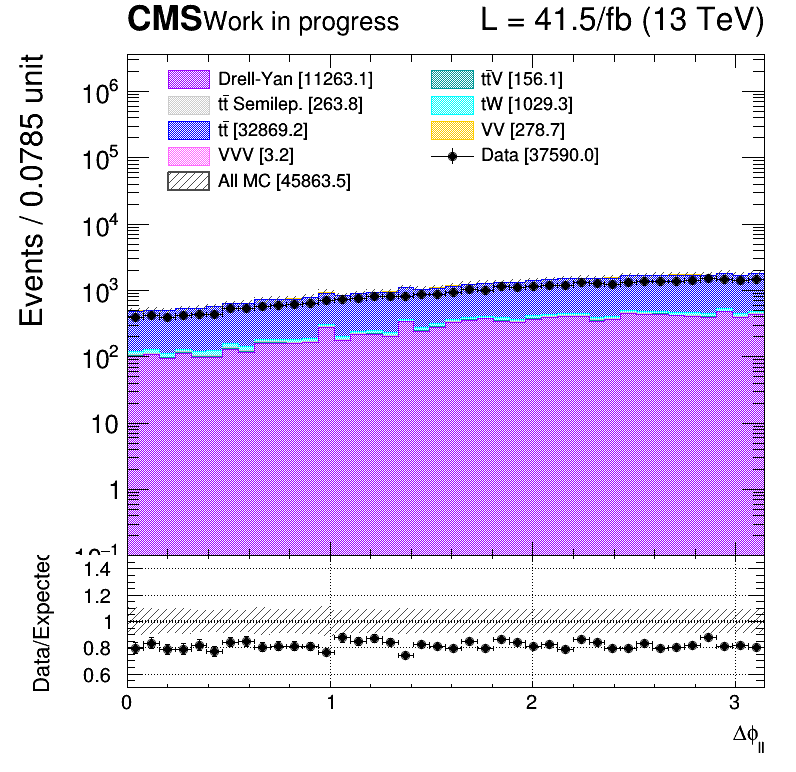 CMS Work in progress L = 41.5/fb (13 TeV)
Events / 0.0785 unit
Drell-Yan [11263.1]
tt̄ Semilep. [263.8]
tt̄ [32869.2]
VVV [3.2]
All MC [45863.5]
tt̄V [156.1]
tW [1029.3]
VV [278.7]
Data [37590.0]
10⁶
10⁵
10⁴
10³
10²
10
1
10⁻¹
Data/Expected
1.4
1.2
1
0.8
0.6
0 1 2 3
Δϕ_ll